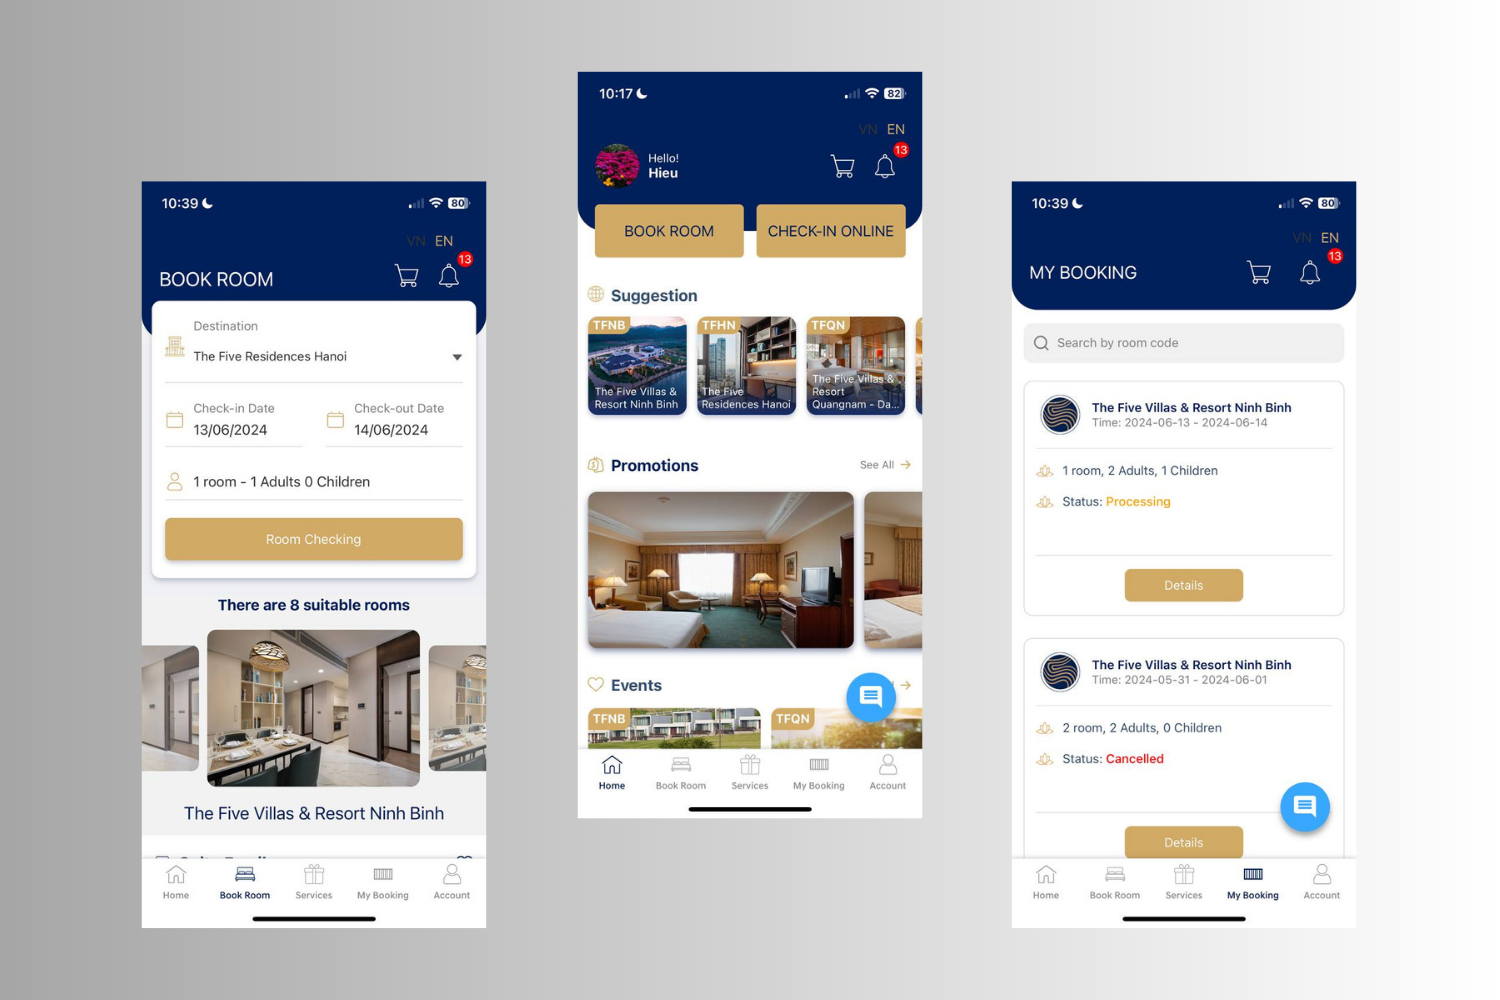 10:39
80
VN EN
13
BOOK ROOM
Destination
The Five Residences Hanoi
Check-in Date
Check-out Date
13/06/2024
14/06/2024
1 room - 1 Adults 0 Children
Room Checking
There are 8 suitable rooms
The Five Villas & Resort Ninh Binh
Home
Book Room
Services
My Booking
Account
10:17
82
VN EN
13
Hello!
Hieu
BOOK ROOM
CHECK-IN ONLINE
Suggestion
TFNB
The Five Villas &
Resort Ninh Binh
TFHN
The Five
Residences Hanoi
TFQN
The Five Villas &
Resort
Quangnam - Da...
Promotions
See All
Events
TFNB
TFQN
Home
Book Room
Services
My Booking
Account
10:39
80
VN EN
13
MY BOOKING
Search by room code
The Five Villas & Resort Ninh Binh
Time: 2024-06-13 - 2024-06-14
1 room, 2 Adults, 1 Children
Status: Processing
Details
The Five Villas & Resort Ninh Binh
Time: 2024-05-31 - 2024-06-01
2 room, 2 Adults, 0 Children
Status: Cancelled
Details
Home
Book Room
Services
My Booking
Account